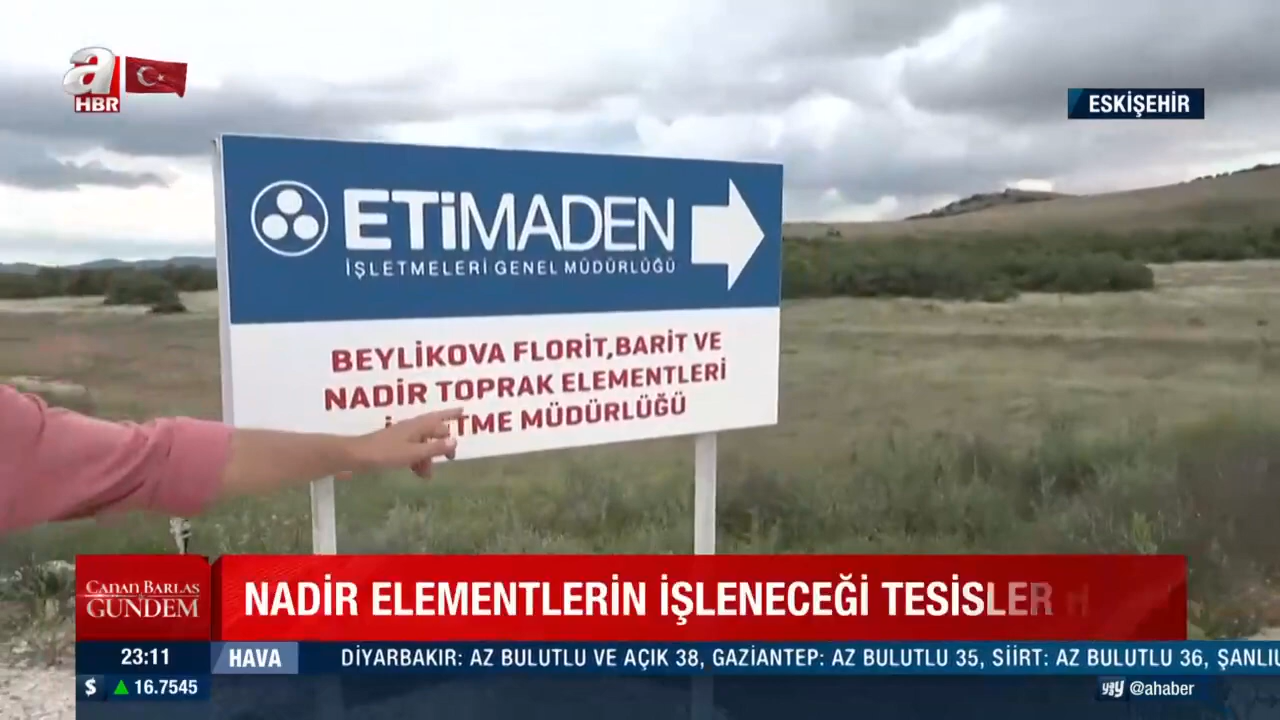 a
HBR
ESKİŞEHİR
ETİMADEN
İŞLETMELERİ GENEL MÜDÜRLÜĞÜ
BEYLİKOVA FLORİT,BARİT VE
NADİR TOPRAK ELEMENTLERİ
MÜDÜRLÜĞÜ
CANAN BARLAS
GÜNDEM
NADİR ELEMENTLERİN İŞLENECEĞİ TESİSLER
23:11
HAVA
DİYARBAKIR: AZ BULUTLU VE AÇIK 38, GAZİANTEP: AZ BULUTLU 35, SİİRT: AZ BULUTLU 36,
$ 16.7545
@ahaber